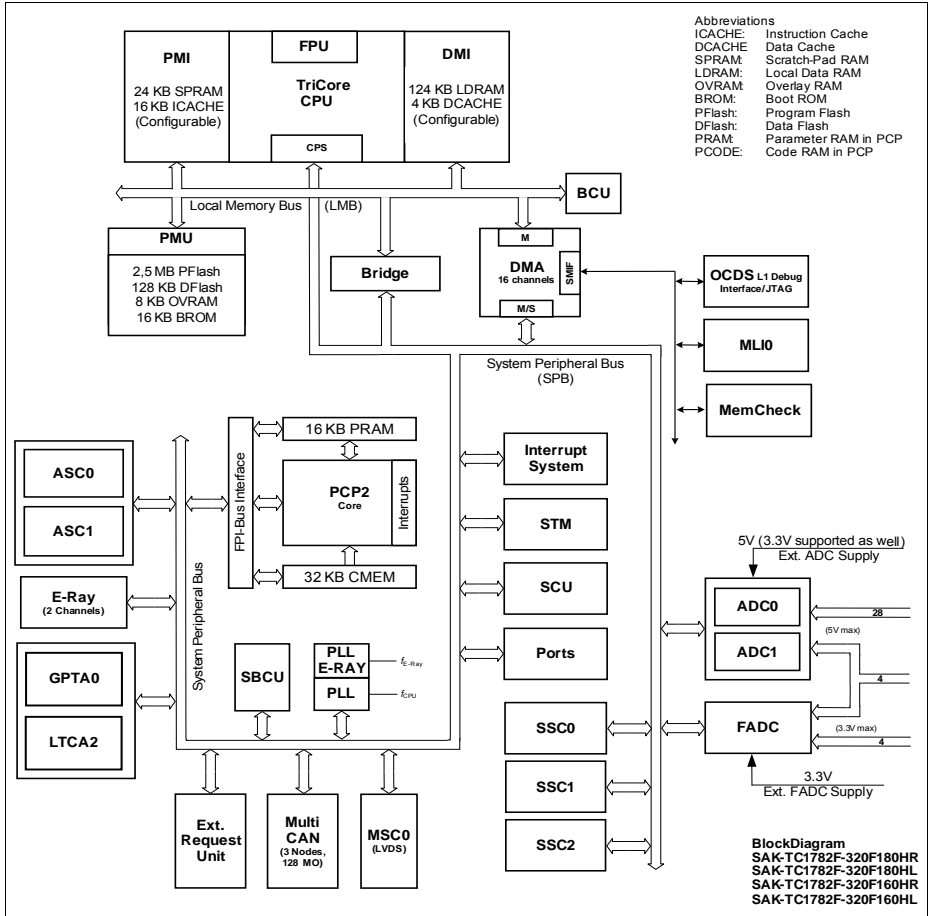 Abbreviations
ICACHE: Instruction Cache
DCACHE Data Cache
SPRAM: Scratch-Pad RAM
LDRAM: Local Data RAM
OVRAM: Overlay RAM
BROM: Boot ROM
PFlash: Program Flash
DFlash: Data Flash
PRAM: Parameter RAM in PCP
PCODE: Code RAM in PCP
PMI
24 KB SPRAM
16 KB ICACHE
(Configurable)
FPU
TriCore
CPU
CPS
DMI
124 KB LDRAM
4 KB DCACHE
(Configurable)
BCU
Local Memory Bus (LMB)
PMU
2,5 MB PFlash
128 KB DFlash
8 KB OVRAM
16 KB BROM
Bridge
M
DMA
16 channels
SMIF
M/S
OCDS L1 Debug
Interface/JTAG
MLI0
MemCheck
System Peripheral Bus
(SPB)
ASC0
ASC1
E-Ray
(2 Channels)
GPTA0
LTCA2
System Peripheral Bus
FPI-Bus Interface
16 KB PRAM
PCP2
Core
Interrupts
32 KB CMEM
SBCU
PLL
E-RAY
fE-Ray
PLL
fCPU
Interrupt
System
STM
SCU
Ports
SSC0
SSC1
SSC2
5V (3.3V supported as well)
Ext. ADC Supply
ADC0
ADC1
28
(5V max)
4
FADC
(3.3V max)
4
3.3V
Ext. FADC Supply
Ext.
Request
Unit
Multi
CAN
(3 Nodes,
128 MO)
MSC0
(LVDS)
BlockDiagram
SAK-TC1782F-320F180HR
SAK-TC1782F-320F180HL
SAK-TC1782F-320F160HR
SAK-TC1782F-320F160HL